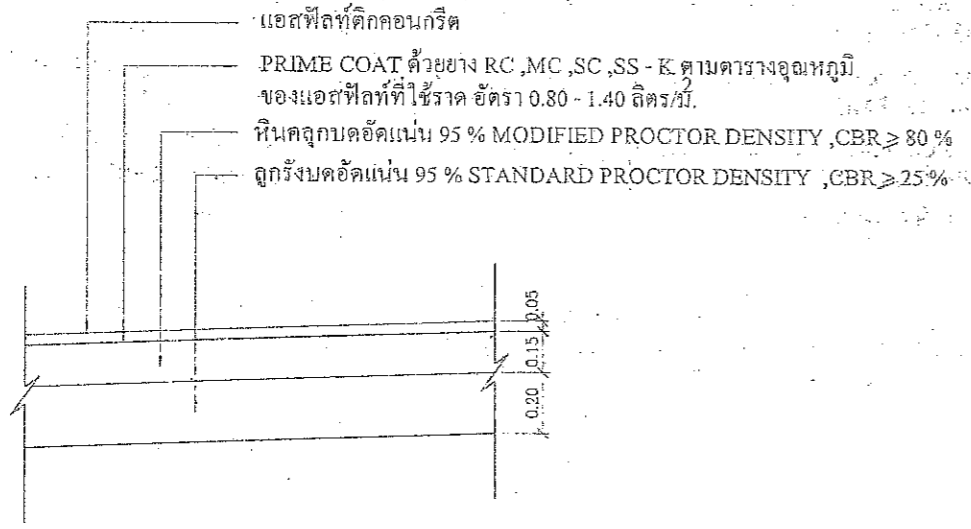 แอสฟัลท์ติกคอนกรีต
PRIME COAT ด้วยยาง RC ,MC ,SC ,SS - K ตามตารางอุณหภูมิ
ของแอสฟัลท์ที่ใช้ราด อัตรา 0.80 - 1.40 ลิตร/ม².
หินคลุกบดอัดแน่น 95 % MODIFIED PROCTOR DENSITY ,CBR ≥ 80 %
ลูกรังบดอัดแน่น 95 % STANDARD PROCTOR DENSITY ,CBR ≥ 25 %
0.05
0.15
0.20